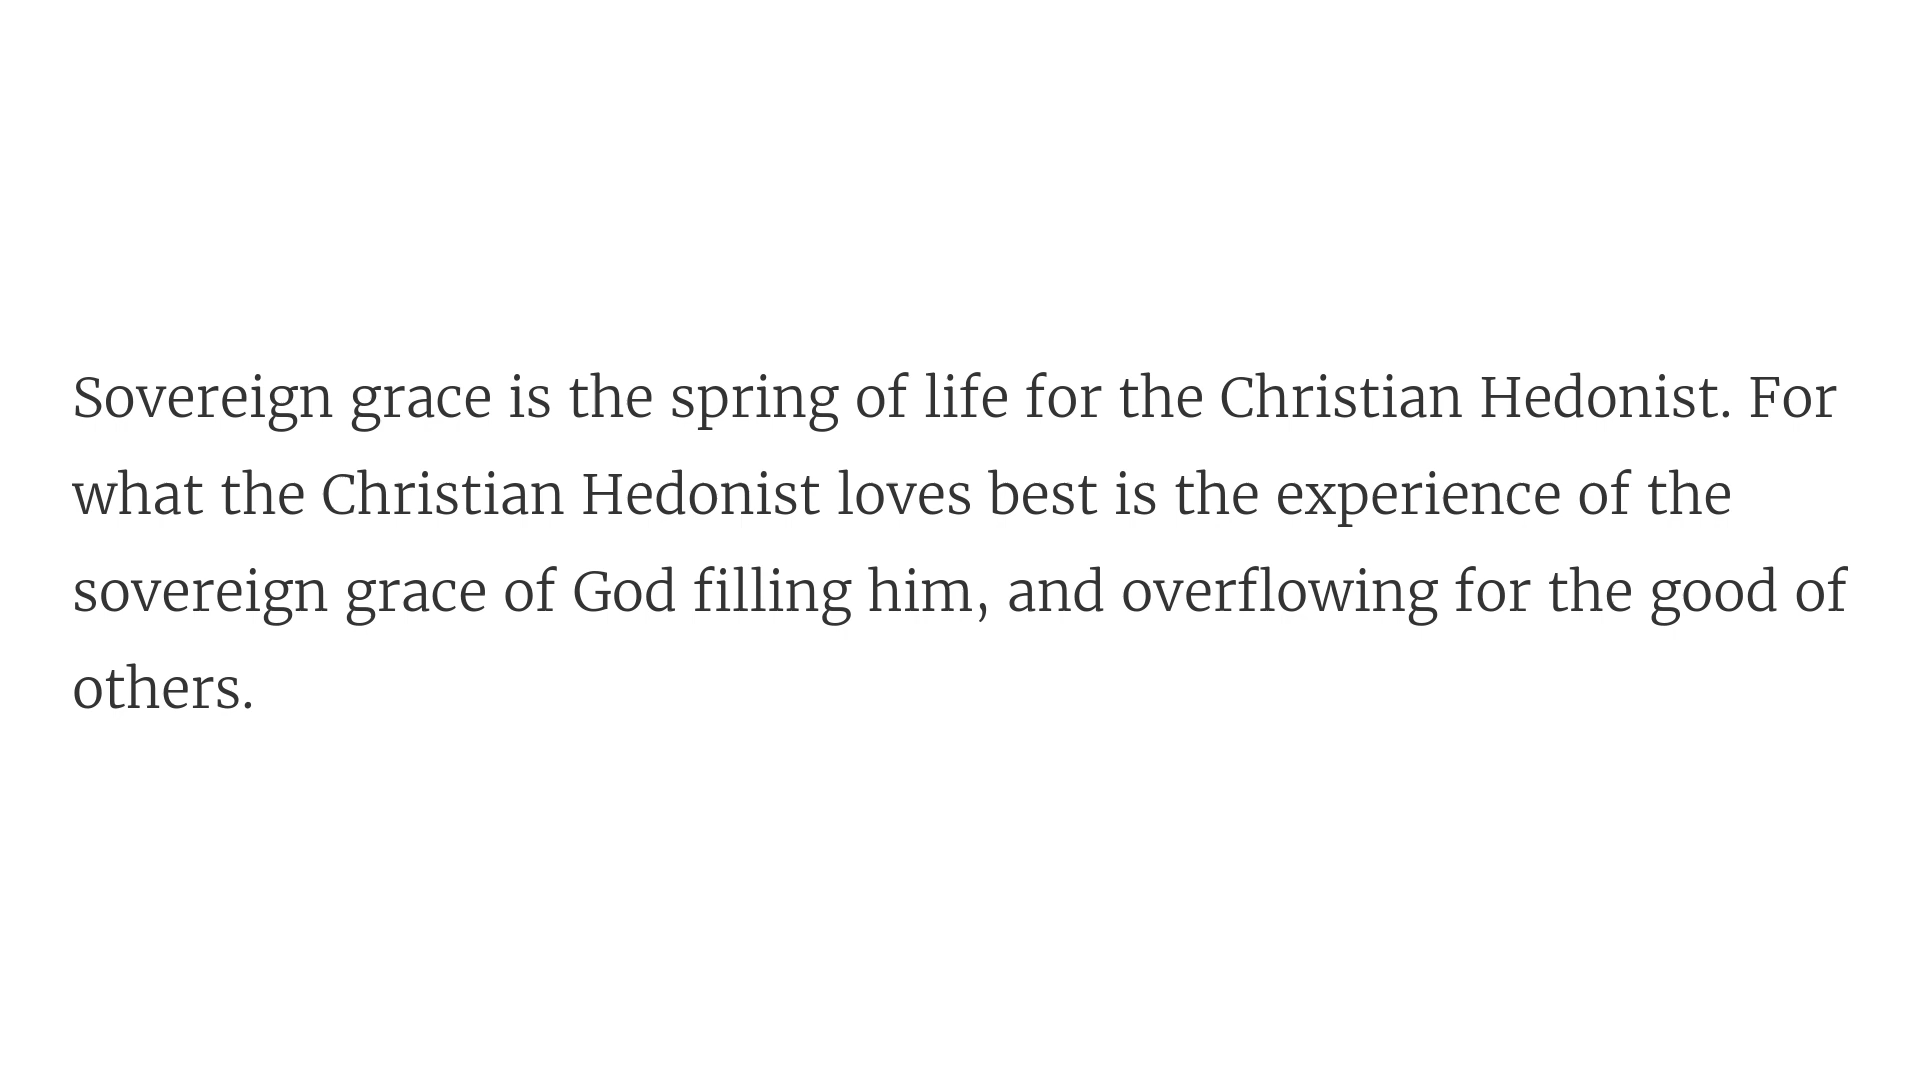 Sovereign grace is the spring of life for the Christian Hedonist. For
what the Christian Hedonist loves best is the experience of the
sovereign grace of God filling him, and overflowing for the good of
others.